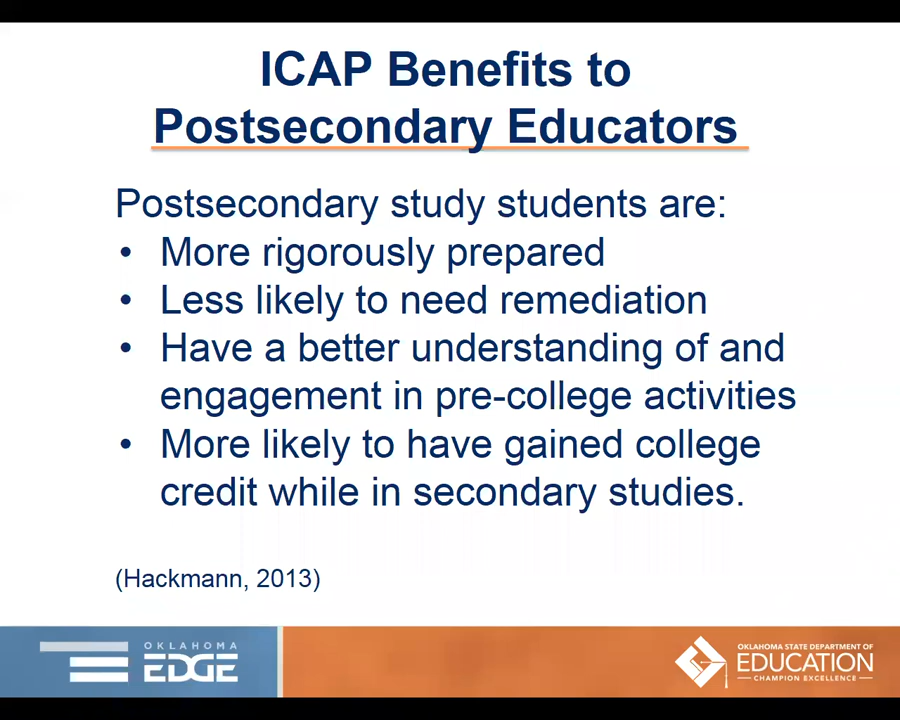 ICAP Benefits to
Postsecondary Educators
Postsecondary study students are:
• More rigorously prepared
• Less likely to need remediation
• Have a better understanding of and
engagement in pre-college activities
• More likely to have gained college
credit while in secondary studies.
(Hackmann, 2013)
OKLAHOMA
EDGE
OKLAHOMA STATE DEPARTMENT OF
EDUCATION
CHAMPION EXCELLENCE